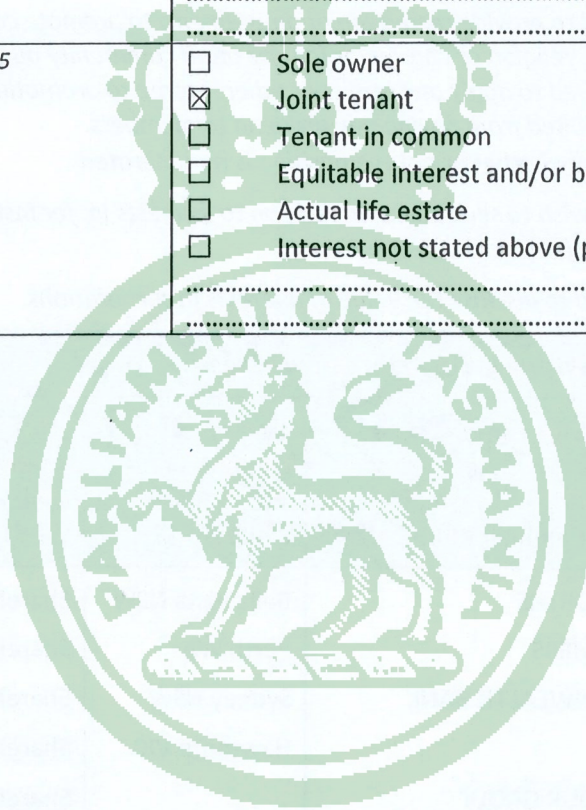 5
☐ Sole owner
☒ Joint tenant
☐ Tenant in common
☐ Equitable interest and/or b
☐ Actual life estate
☐ Interest not stated above (p
PARLIAMENT OF TASMANIA